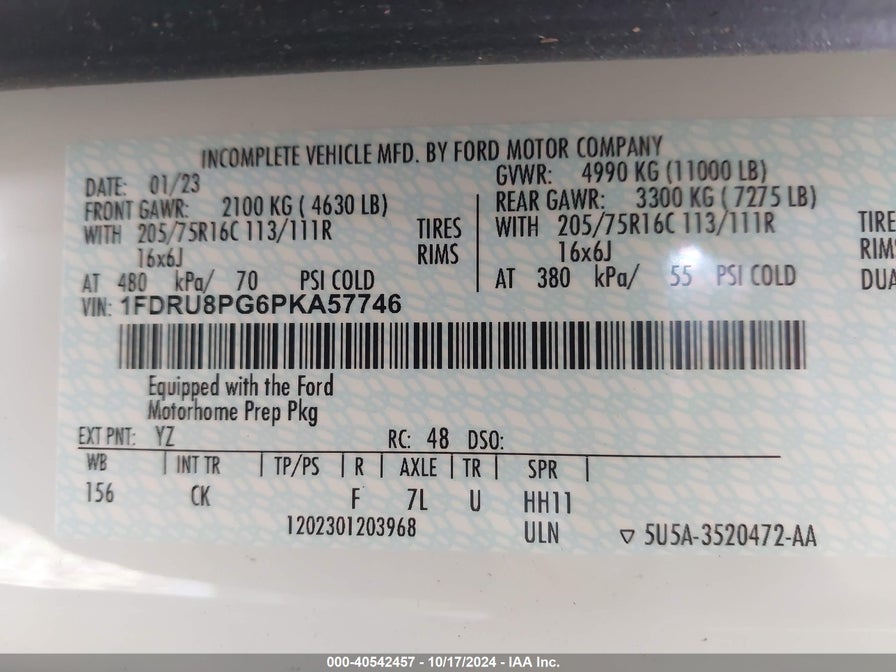 INCOMPLETE VEHICLE MFD. BY FORD MOTOR COMPANY
DATE: 01/23
GVWR: 4990 KG (11000 LB)
FRONT GAWR: 2100 KG ( 4630 LB)
REAR GAWR: 3300 KG ( 7275 LB)
WITH 205/75R16C 113/111R TIRES
WITH 205/75R16C 113/111R TIRE
16x6J RIMS
16x6J RIMS
AT 480 kPa/ 70 PSI COLD
AT 380 kPa/ 55 PSI COLD DUA
VIN: 1FDRU8PG6PKA57746
Equipped with the Ford
Motorhome Prep Pkg
EXT PNT: YZ RC: 48 DSO:
WB | INT TR | TP/PS | R | AXLE | TR | SPR |
156 CK F 7L U HH11
1202301203968 ULN ▽ 5U5A-3520472-AA
000-40542457 - 10/17/2024 - IAA Inc.